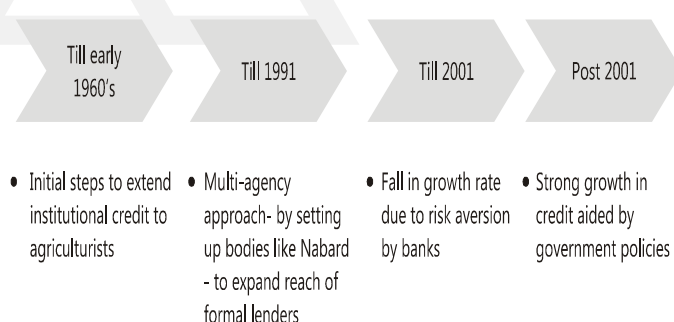 Till early
1960's
Till 1991
Till 2001
Post 2001
• Initial steps to extend
institutional credit to
agriculturists
• Multi-agency
approach- by setting
up bodies like Nabard
- to expand reach of
formal lenders
• Fall in growth rate
due to risk aversion
by banks
• Strong growth in
credit aided by
government policies